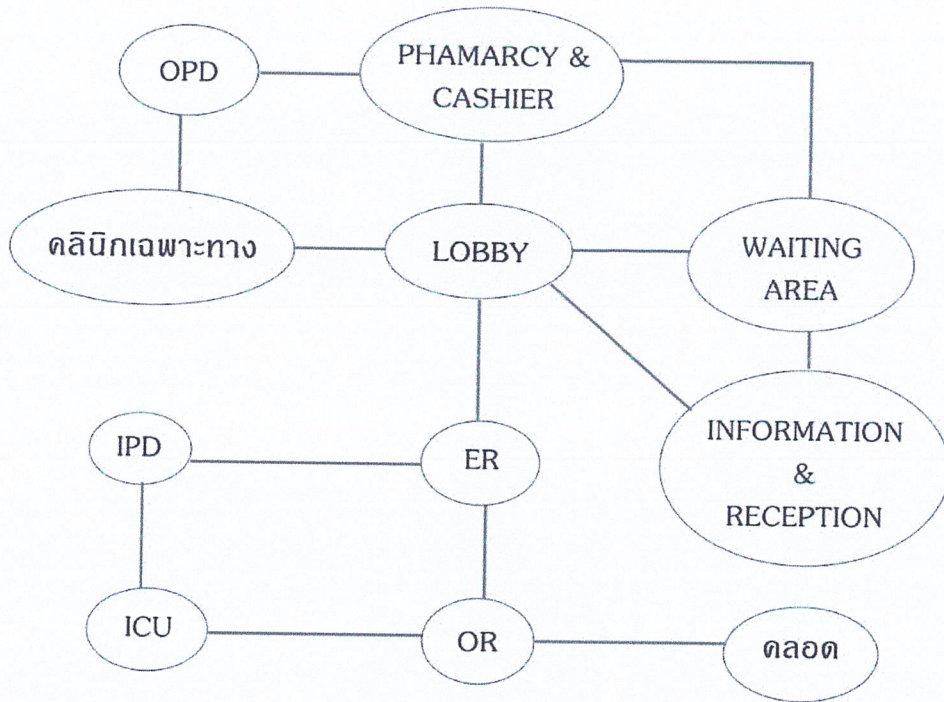 OPD
PHAMARCY &
CASHIER
คลินิกเฉพาะทาง
LOBBY
WAITING
AREA
IPD
ER
INFORMATION
&
RECEPTION
ICU
OR
คลอด